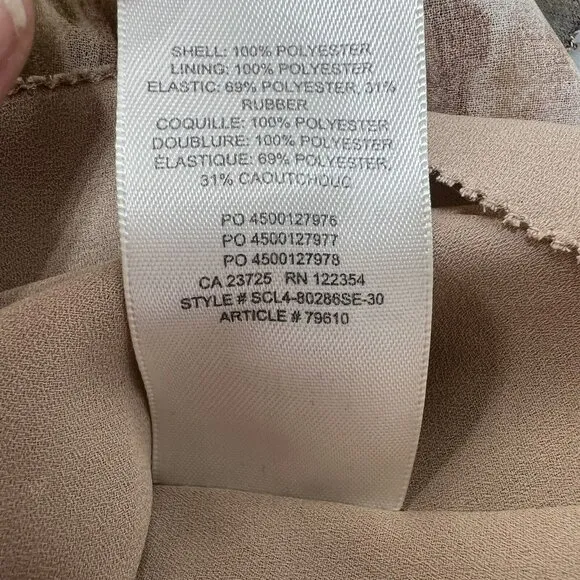 SHELL: 100% POLYESTER
LINING: 100% POLYESTER
ELASTIC: 69% POLYESTER, 31%
RUBBER
COQUILLE: 100% POLYESTER
DOUBLURE: 100% POLYESTER
ÉLASTIQUE: 69% POLYESTER,
31% CAOUTCHOUC
PO 4500127976
PO 4500127977
PO 4500127978
CA 23725 RN 122354
STYLE # SCL4-80286SE-30
ARTICLE # 79610